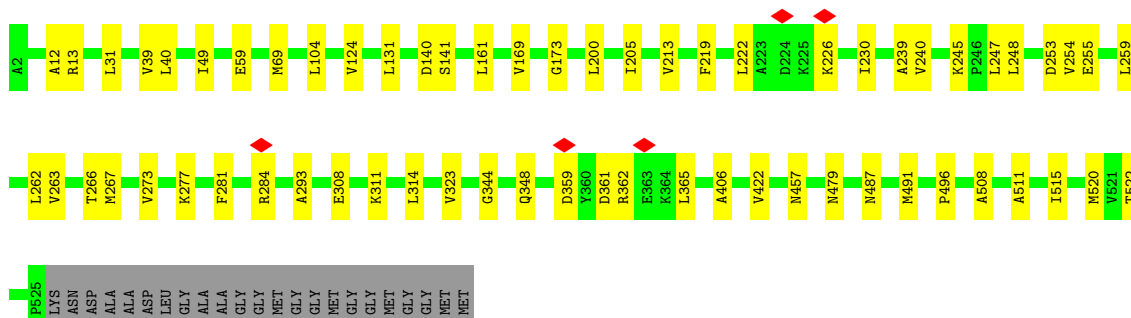 A2 A12 R13 L31 V39 L40 I49 E59 M69 L104 V124 L131 D140 S141 L161 V169 G173 L200 I205 V213 F219 L222 A223 D224 K225 K226 I230 A239 V240 K245 P246 L247 L248 D253 V254 E255 L259
L262 V263 T266 M267 V273 K277 F281 R284 A293 E308 K311 L314 V323 G344 Q348 D359 Y360 D361 R362 E363 K364 L365 A406 V422 N457 N479 N487 M491 P496 A508 A511 I515 M520 V521 T522
P525 LYS ASN ASP ALA ALA ASP LEU GLY ALA ALA GLY GLY MET GLY GLY MET GLY GLY MET GLY GLY MET MET